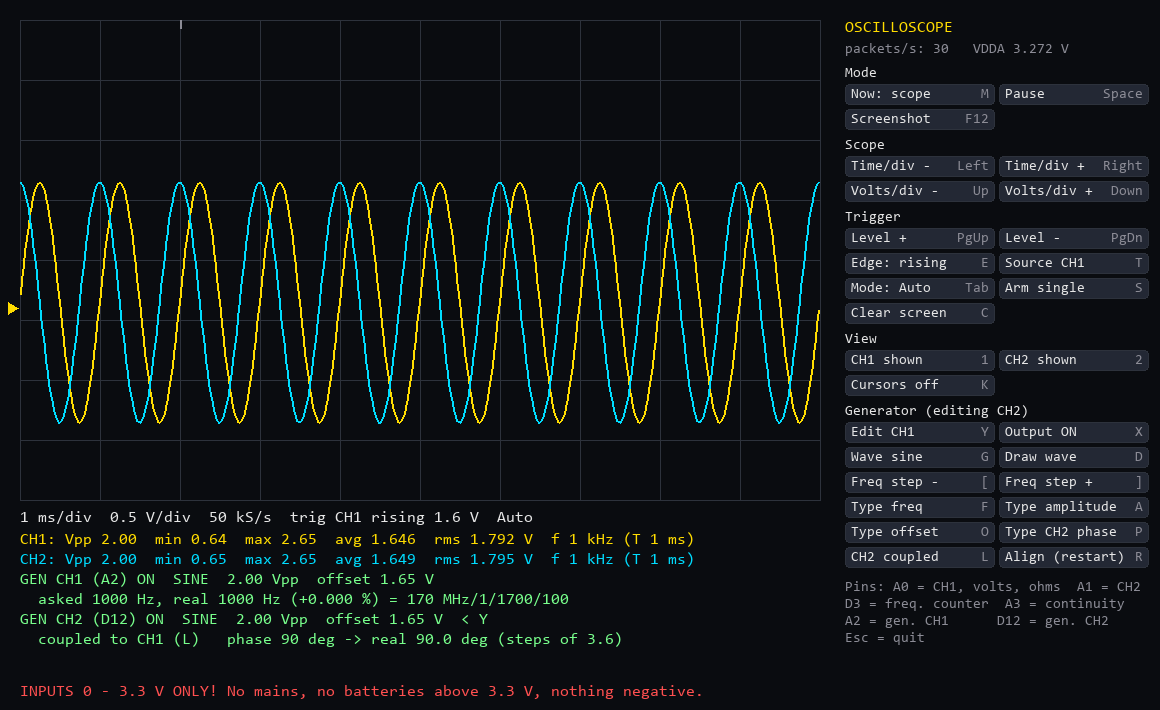 OSCILLOSCOPE
packets/s: 30   VDDA 3.272 V
Mode
Now: scope M Pause Space
Screenshot F12
Scope
Time/div - Left Time/div + Right
Volts/div - Up Volts/div + Down
Trigger
Level + PgUp Level - PgDn
Edge: rising E Source CH1 T
Mode: Auto Tab Arm single S
Clear screen C
View
CH1 shown 1 CH2 shown 2
Cursors off K
Generator (editing CH2)
Edit CH1 Y Output ON X
Wave sine G Draw wave D
Freq step - [ Freq step + ]
Type freq F Type amplitude A
Type offset O Type CH2 phase P
CH2 coupled L Align (restart) R
Pins: A0 = CH1, volts, ohms  A1 = CH2
D3 = freq. counter  A3 = continuity
A2 = gen. CH1      D12 = gen. CH2
Esc = quit
1 ms/div  0.5 V/div  50 kS/s  trig CH1 rising 1.6 V  Auto
CH1: Vpp 2.00  min 0.64  max 2.65  avg 1.646  rms 1.792 V  f 1 kHz (T 1 ms)
CH2: Vpp 2.00  min 0.65  max 2.65  avg 1.649  rms 1.795 V  f 1 kHz (T 1 ms)
GEN CH1 (A2) ON  SINE  2.00 Vpp  offset 1.65 V
asked 1000 Hz, real 1000 Hz (+0.000 %) = 170 MHz/1/1700/100
GEN CH2 (D12) ON  SINE  2.00 Vpp  offset 1.65 V  < Y
coupled to CH1 (L)   phase 90 deg -> real 90.0 deg (steps of 3.6)
INPUTS 0 - 3.3 V ONLY! No mains, no batteries above 3.3 V, nothing negative.